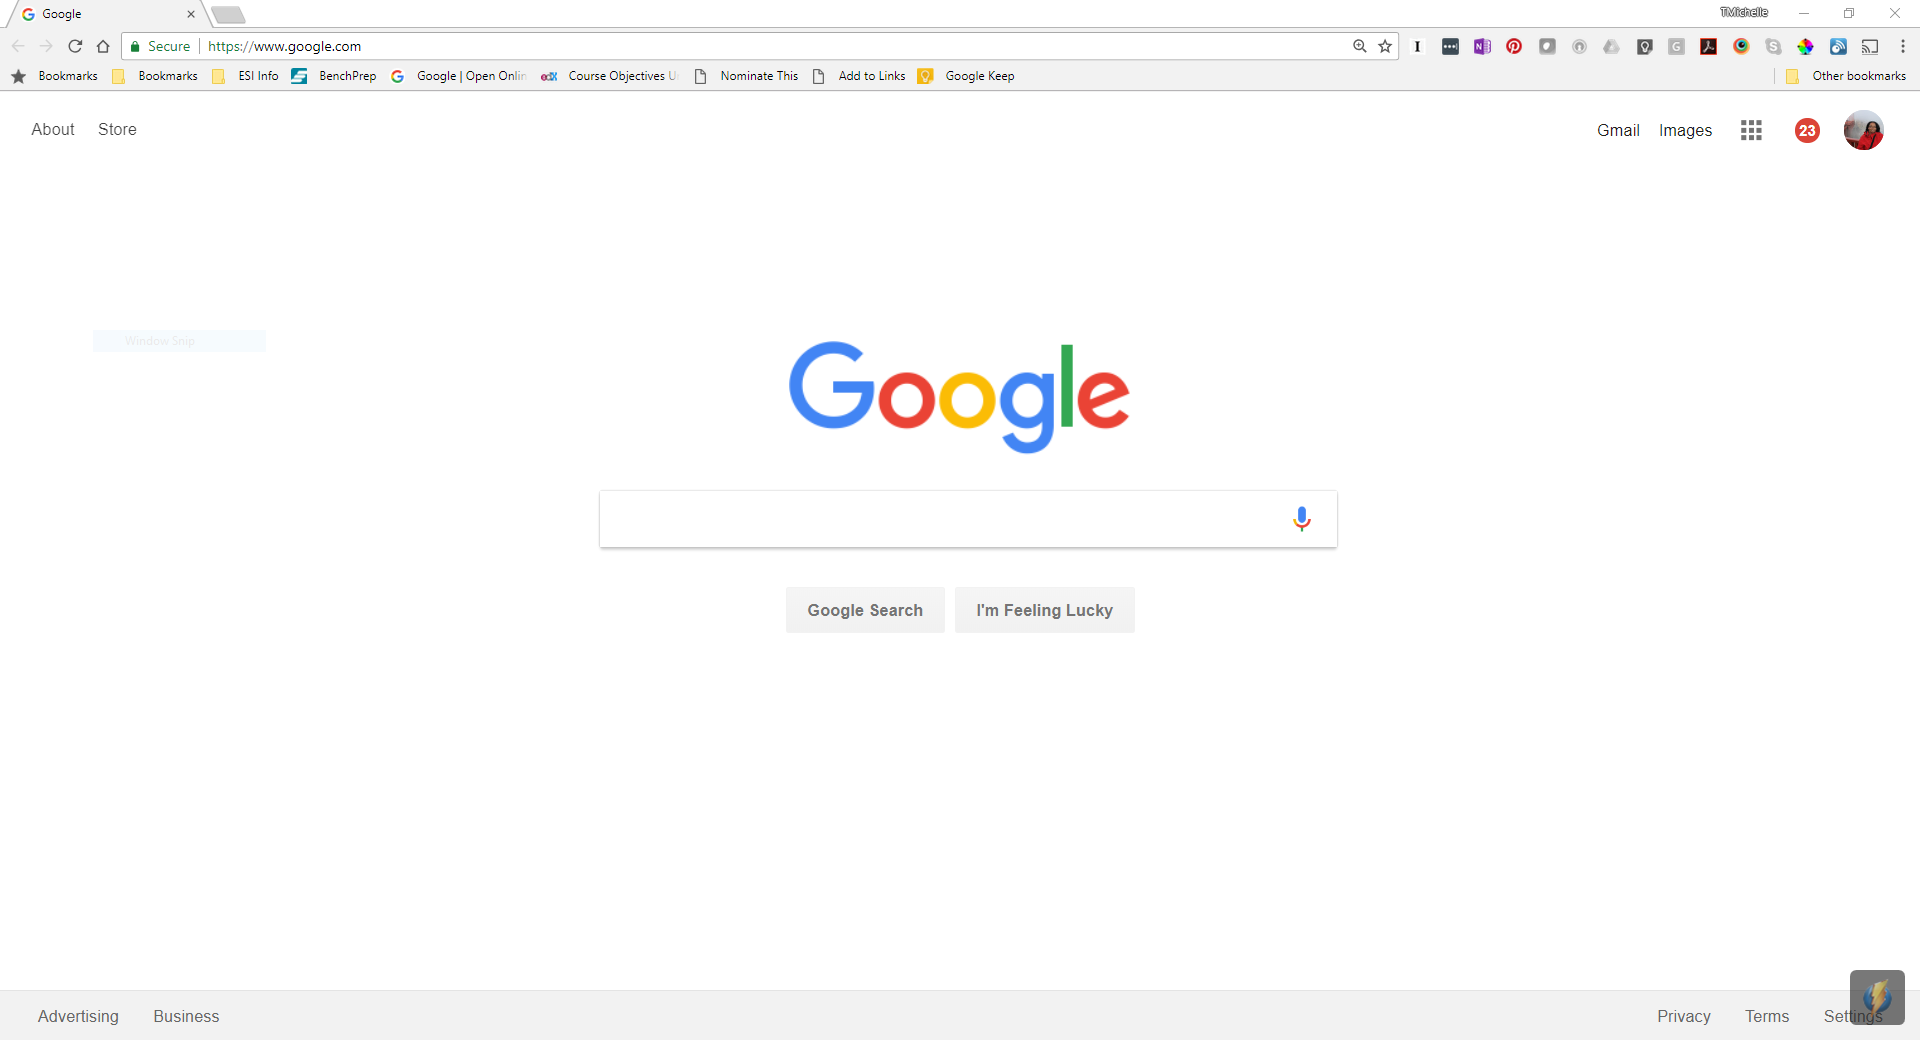 Google
TMichelle
Secure https://www.google.com
Bookmarks Bookmarks ESI Info BenchPrep Google | Open Onlin edX Course Objectives U Nominate This Add to Links Google Keep Other bookmarks
About Store Gmail Images 23
Window Snip
Google
Google Search I'm Feeling Lucky
Advertising Business Privacy Terms Settings